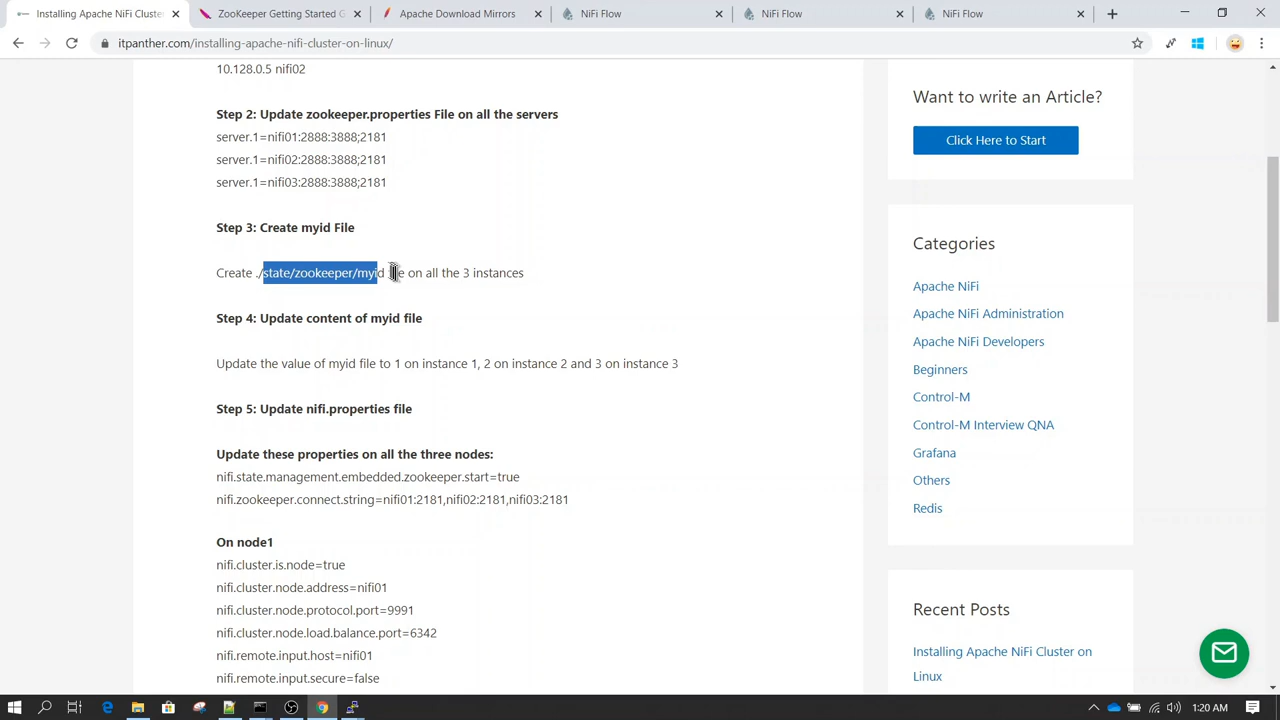 Installing Apache NiFi Cluster
ZooKeeper Getting Started G
Apache Download Mirrors
NiFi Flow
NiFi Flow
NiFi Flow
itpanther.com/installing-apache-nifi-cluster-on-linux/
10.128.0.5 nifi02
Step 2: Update zookeeper.properties File on all the servers
server.1=nifi01:2888:3888;2181
server.1=nifi02:2888:3888;2181
server.1=nifi03:2888:3888;2181
Step 3: Create myid File
Create ./state/zookeeper/myid file on all the 3 instances
Step 4: Update content of myid file
Update the value of myid file to 1 on instance 1, 2 on instance 2 and 3 on instance 3
Step 5: Update nifi.properties file
Update these properties on all the three nodes:
nifi.state.management.embedded.zookeeper.start=true
nifi.zookeeper.connect.string=nifi01:2181,nifi02:2181,nifi03:2181
On node1
nifi.cluster.is.node=true
nifi.cluster.node.address=nifi01
nifi.cluster.node.protocol.port=9991
nifi.cluster.node.load.balance.port=6342
nifi.remote.input.host=nifi01
nifi.remote.input.secure=false
Want to write an Article?
Click Here to Start
Categories
Apache NiFi
Apache NiFi Administration
Apache NiFi Developers
Beginners
Control-M
Control-M Interview QNA
Grafana
Others
Redis
Recent Posts
Installing Apache NiFi Cluster on
Linux
1:20 AM